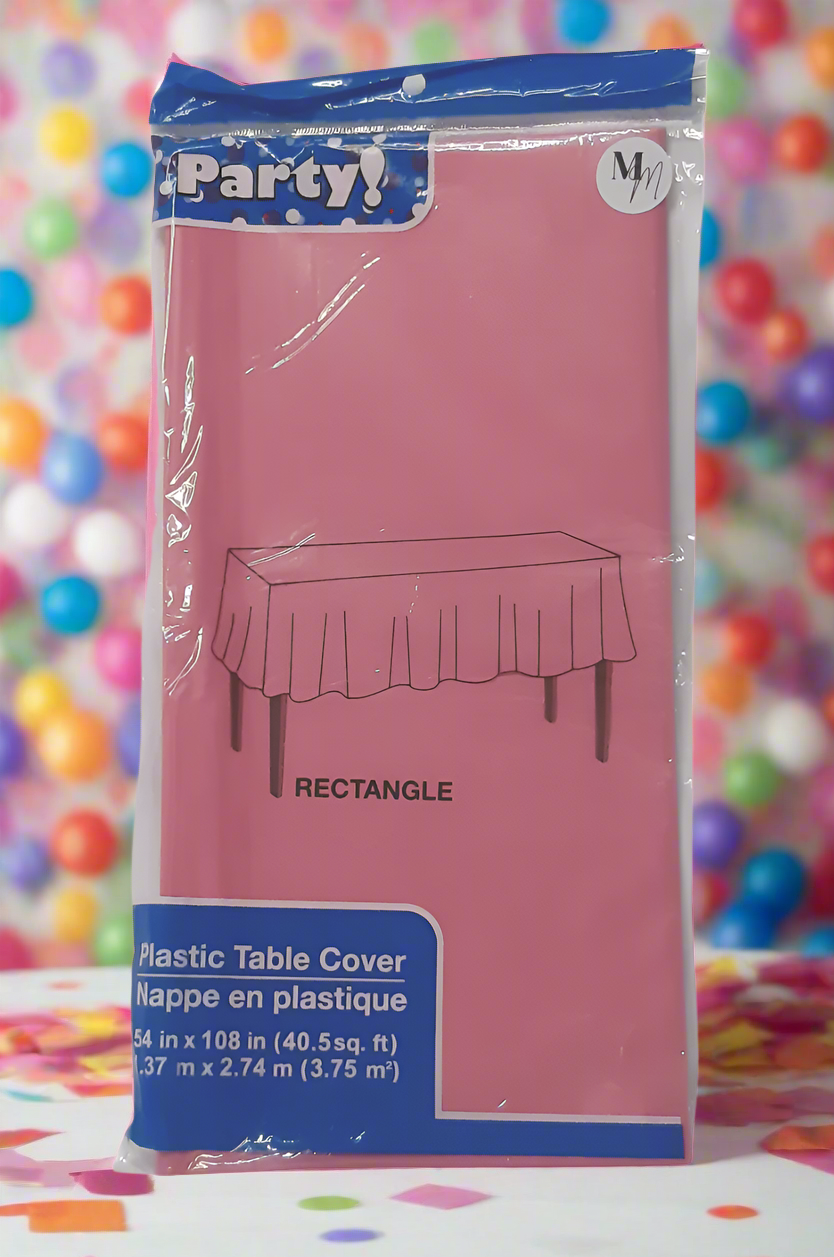 Party!
MM
RECTANGLE
Plastic Table Cover
Nappe en plastique
54 in x 108 in (40.5sq. ft)
1.37 m x 2.74 m (3.75 m²)